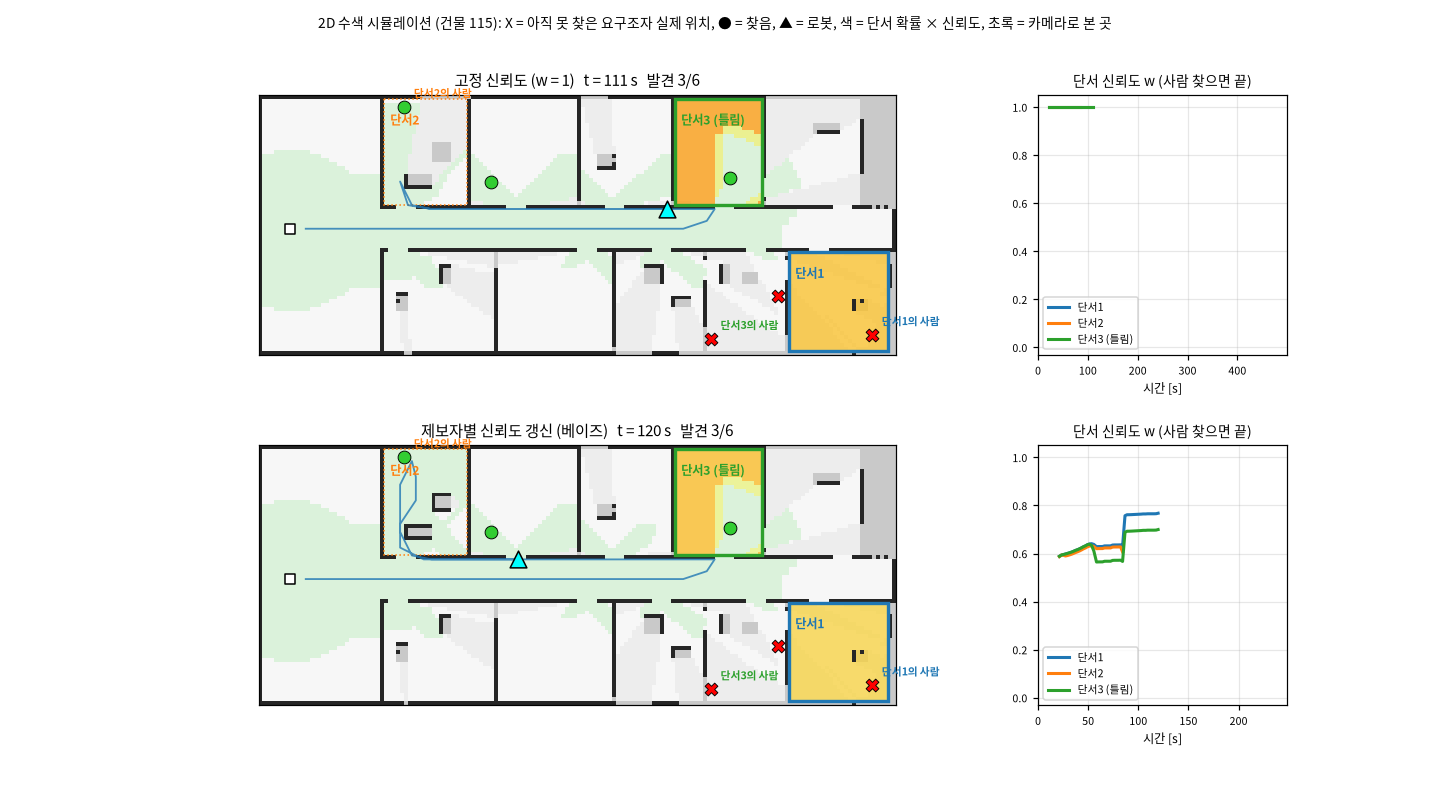 2D 수색 시뮬레이션 (건물 115): X = 아직 못 찾은 요구조자 실제 위치, ● = 찾음, ▲ = 로봇, 색 = 단서 확률 × 신뢰도, 초록 = 카메라로 본 곳
고정 신뢰도 (w = 1)   t = 111 s   발견 3/6
단서2의 사람
단서2
단서3 (틀림)
단서1
단서3의 사람
단서1의 사람
단서 신뢰도 w (사람 찾으면 끝)
1.0
0.8
0.6
0.4
0.2
0.0
단서1
단서2
단서3 (틀림)
0 100 200 300 400
시간 [s]
제보자별 신뢰도 갱신 (베이즈)   t = 120 s   발견 3/6
단서2의 사람
단서2
단서3 (틀림)
단서1
단서3의 사람
단서1의 사람
단서 신뢰도 w (사람 찾으면 끝)
1.0
0.8
0.6
0.4
0.2
0.0
단서1
단서2
단서3 (틀림)
0 50 100 150 200
시간 [s]